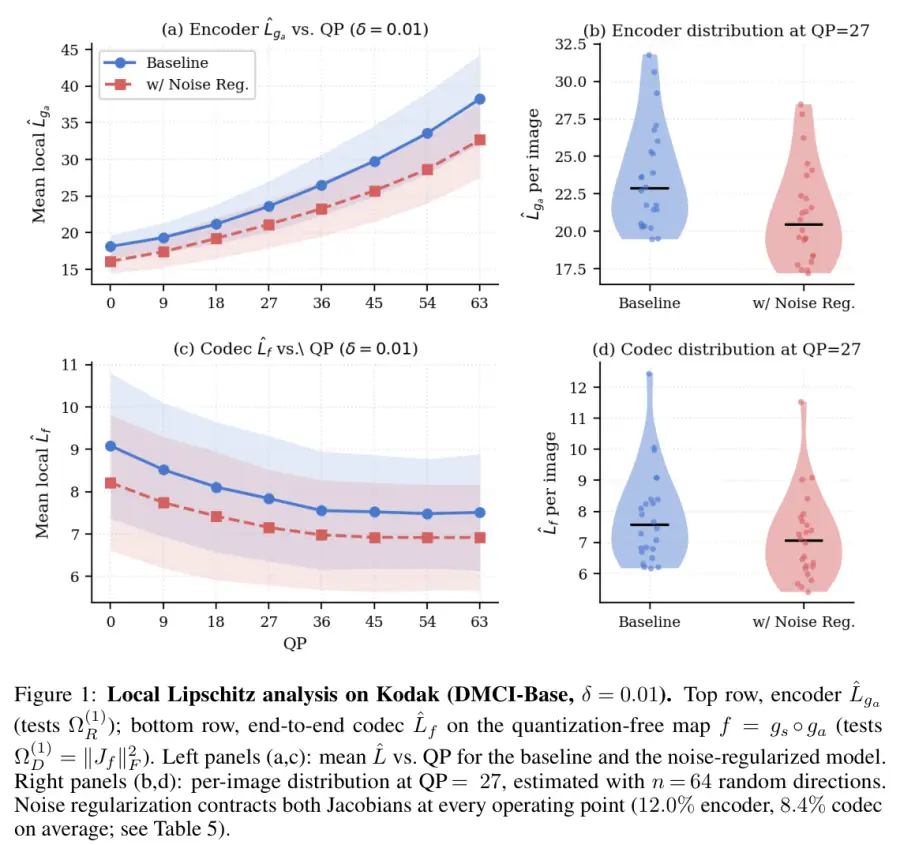 (a) Encoder L̂_{g_a} vs. QP (δ = 0.01)
45
40
35
30
25
20
15
Mean local L̂_{g_a}
Baseline
w/ Noise Reg.
0 9 18 27 36 45 54 63
(b) Encoder distribution at QP=27
32.5
30.0
27.5
25.0
22.5
20.0
17.5
L̂_{g_a} per image
Baseline w/ Noise Reg.
(c) Codec L̂_f vs.\ QP (δ = 0.01)
11
10
9
8
7
6
Mean local L̂_f
0 9 18 27 36 45 54 63
QP
(d) Codec distribution at QP=27
12
11
10
9
8
7
6
L̂_f per image
Baseline w/ Noise Reg.
Figure 1: Local Lipschitz analysis on Kodak (DMCI-Base, δ = 0.01). Top row, encoder L̂_{g_a}
(tests Ω_R^{(1)}); bottom row, end-to-end codec L̂_f on the quantization-free map f = g_s ∘ g_a (tests
Ω_D^{(1)} = ‖J_f‖_F^2). Left panels (a,c): mean L̂ vs. QP for the baseline and the noise-regularized model.
Right panels (b,d): per-image distribution at QP = 27, estimated with n = 64 random directions.
Noise regularization contracts both Jacobians at every operating point (12.0% encoder, 8.4% codec
on average; see Table 5).